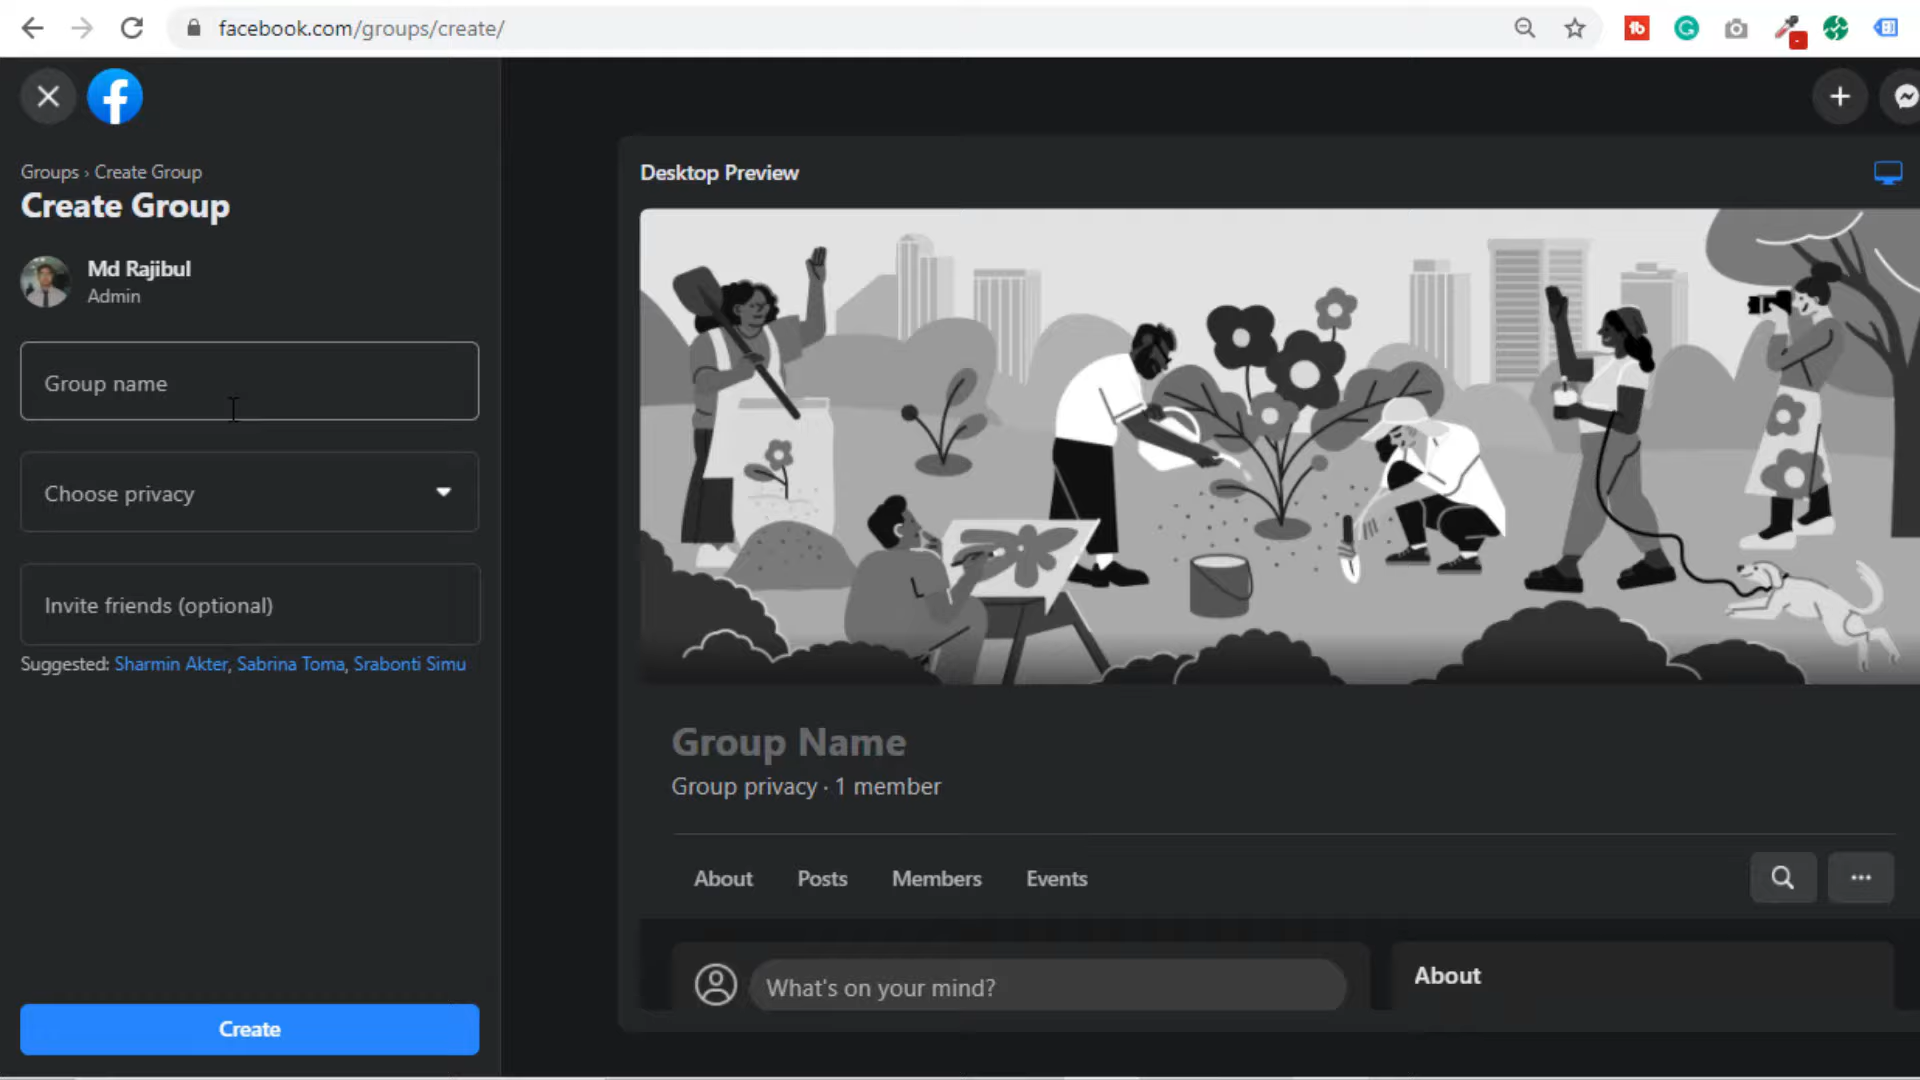 facebook.com/groups/create/
Groups › Create Group
Create Group
Md Rajibul
Admin
Group name
Choose privacy
Invite friends (optional)
Suggested: Sharmin Akter, Sabrina Toma, Srabonti Simu
Create
Desktop Preview
Group Name
Group privacy · 1 member
About
Posts
Members
Events
What's on your mind?
About